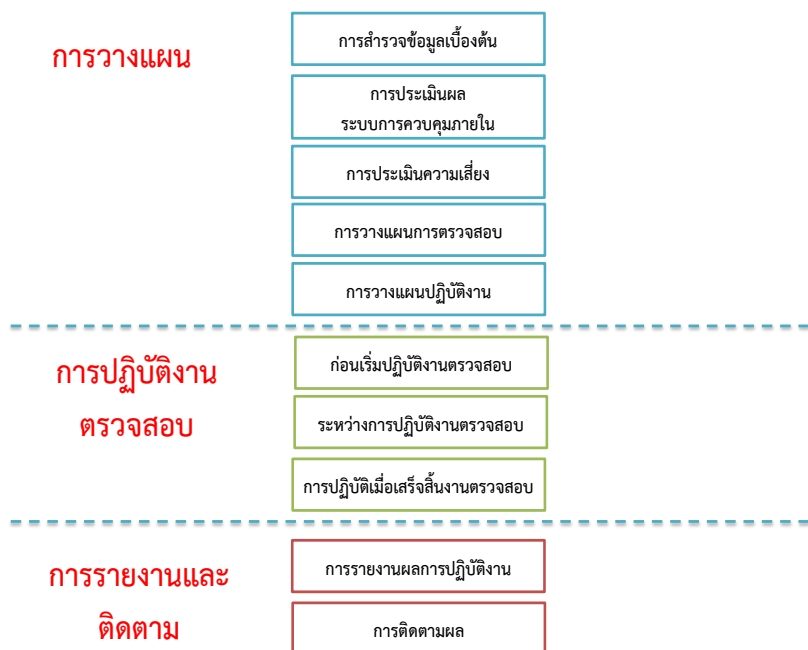 การวางแผน
การสำรวจข้อมูลเบื้องต้น
การประเมินผล
ระบบการควบคุมภายใน
การประเมินความเสี่ยง
การวางแผนการตรวจสอบ
การวางแผนปฏิบัติงาน
การปฏิบัติงาน
ตรวจสอบ
ก่อนเริ่มปฏิบัติงานตรวจสอบ
ระหว่างการปฏิบัติงานตรวจสอบ
การปฏิบัติเมื่อเสร็จสิ้นงานตรวจสอบ
การรายงานและ
ติดตาม
การรายงานผลการปฏิบัติงาน
การติดตามผล